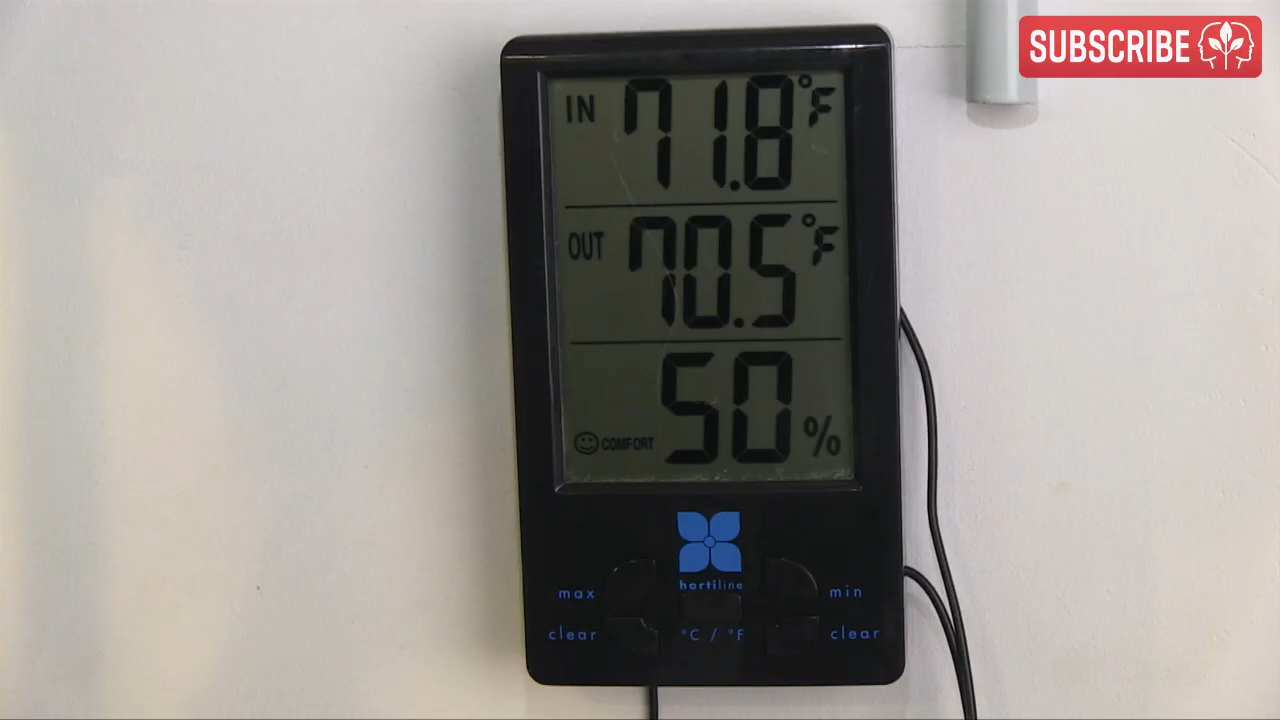 SUBSCRIBE
IN 71.8°F
OUT 70.5°F
COMFORT 50%
hortiline
max min
clear °C / °F clear